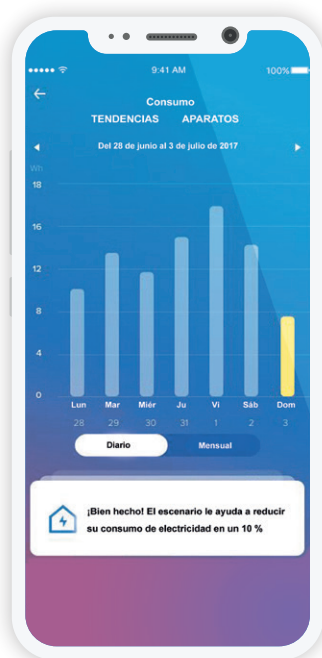 9:41 AM 100%
Consumo
TENDENCIAS APARATOS
Del 28 de junio al 3 de julio de 2017
Wh
18
16
12
8
4
0
Lun Mar Miér Ju Vi Sáb Dom
28 29 30 31 1 2 3
Diario Mensual
¡Bien hecho! El escenario le ayuda a reducir
su consumo de electricidad en un 10 %